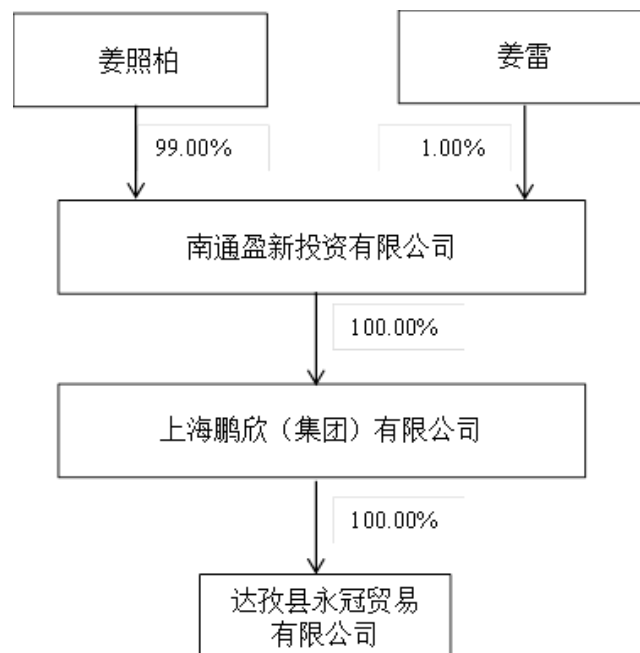 姜照柏
姜雷
99.00%
1.00%
南通盈新投资有限公司
100.00%
上海鹏欣（集团）有限公司
100.00%
达孜县永冠贸易
有限公司